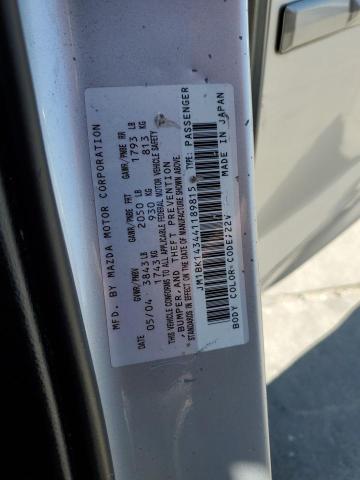 MFD. BY MAZDA MOTOR CORPORATION
DATE GVWR/PNBV GAWR/PNBE FRT GAWR/PNBE RR
05/04 3843 LB 2050 LB 1793 LB
1743 KG 930 KG 813 KG
THIS VEHICLE CONFORMS TO ALL APPLICABLE FEDERAL MOTOR VEHICLE SAFETY
,BUMPER, AND THEFT PREVENTION
STANDARDS IN EFFECT ON THE DATE OF MANUFACTURE SHOWN ABOVE.
JM1BK143441189815 PASSENGER
BODY COLOR-CODE;22V MADE IN JAPAN